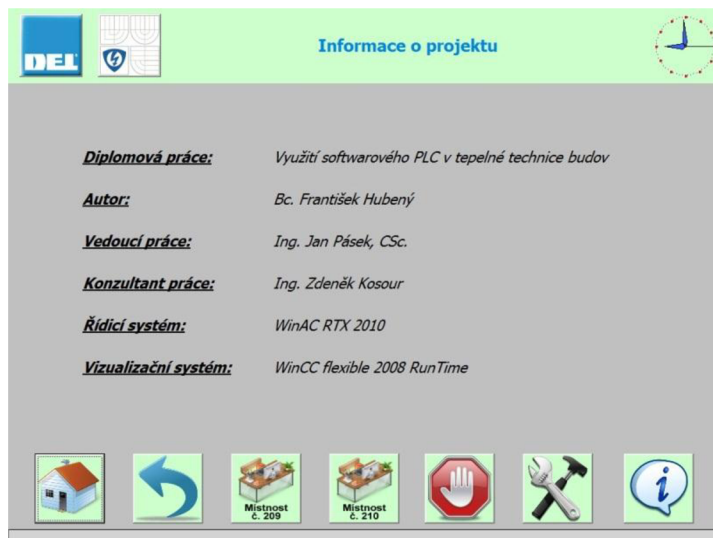 DEL
Informace o projektu
Diplomová práce: Využití softwarového PLC v tepelné technice budov
Autor: Bc. František Hubený
Vedoucí práce: Ing. Jan Pásek, CSc.
Konzultant práce: Ing. Zdeněk Kosour
Řídicí systém: WinAC RTX 2010
Vizualizační systém: WinCC flexible 2008 RunTime
Místnost
č. 209
Místnost
č. 210